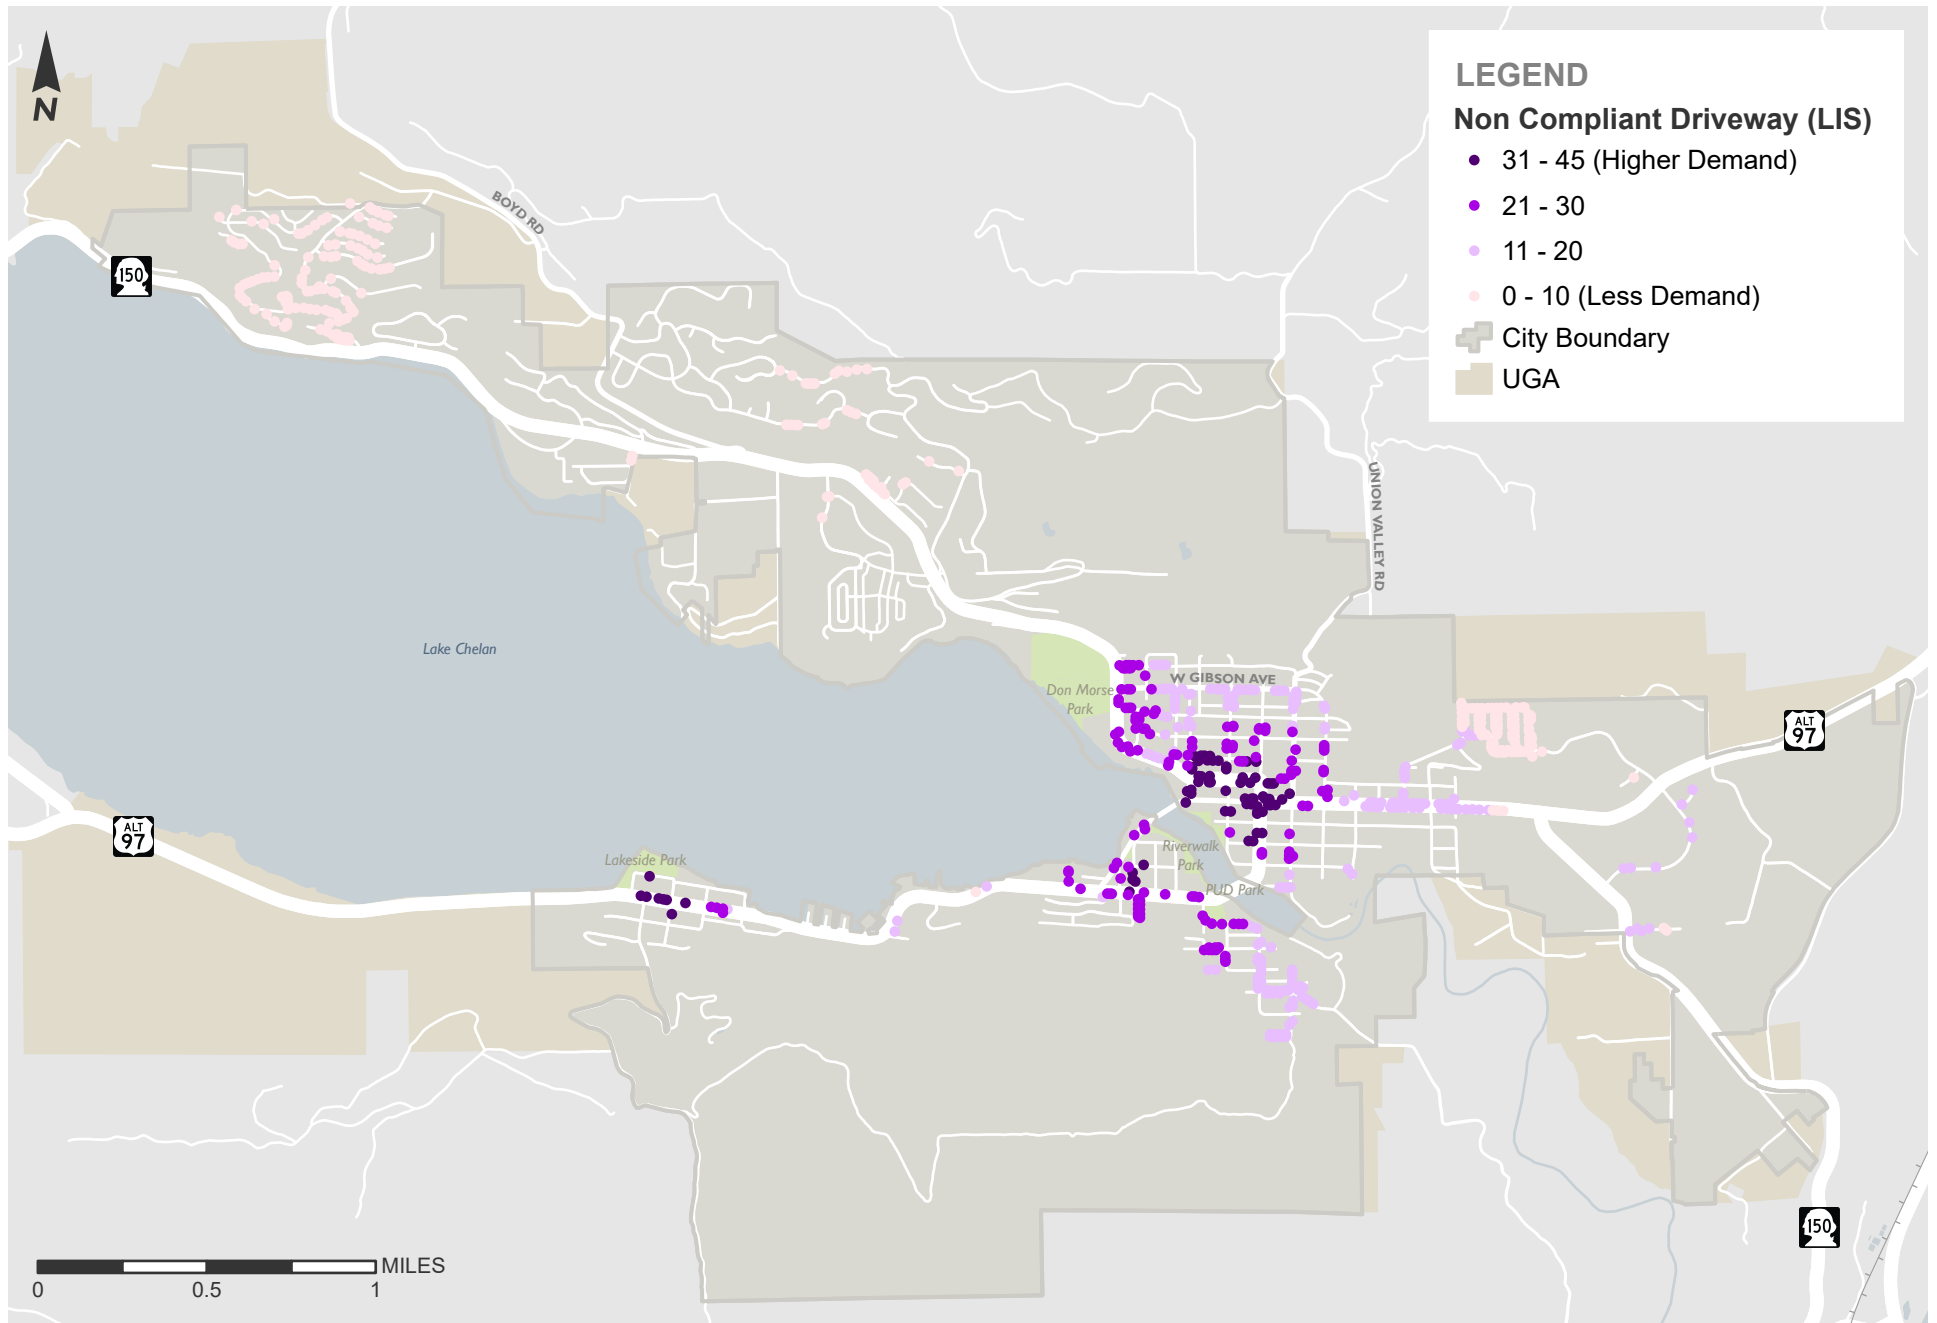 N
LEGEND
Non Compliant Driveway (LIS)
31 - 45 (Higher Demand)
21 - 30
11 - 20
0 - 10 (Less Demand)
City Boundary
UGA
BOYD RD
150
UNION VALLEY RD
Lake Chelan
Don Morse
Park
W GIBSON AVE
ALT
97
ALT
97
Lakeside Park
Riverwalk
Park
PUD Park
150
MILES
0
0.5
1